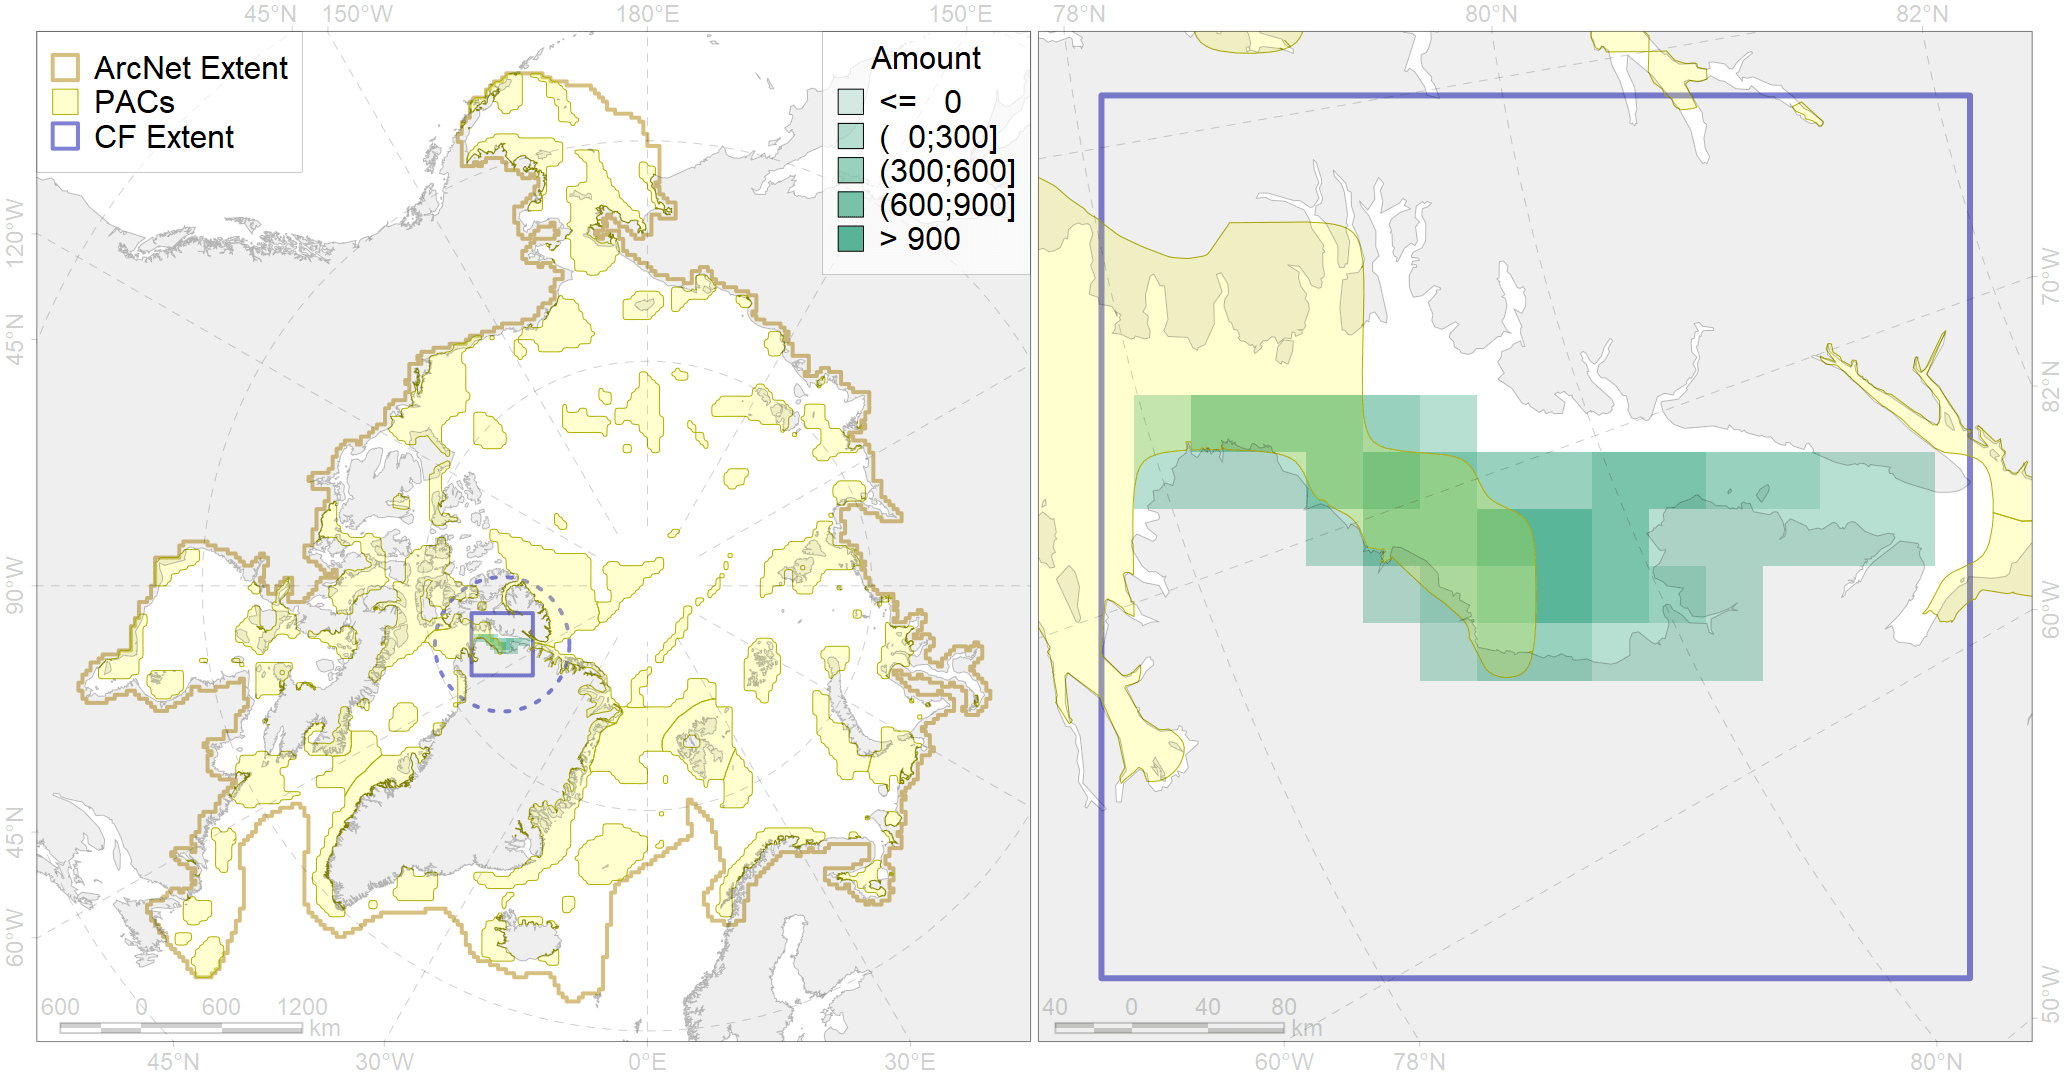 45°N 150°W 180°E 150°E 78°N 80°N 82°N
ArcNet Extent
PACs
CF Extent
Amount
<= 0
( 0;300]
(300;600]
(600;900]
> 900
120°W
45°N
90°W
45°N
60°W
70°W
82°N
60°W
50°W
600 0 600 1200
km
40 0 40 80
km
45°N 30°W 0°E 30°E 60°W 78°N 80°N